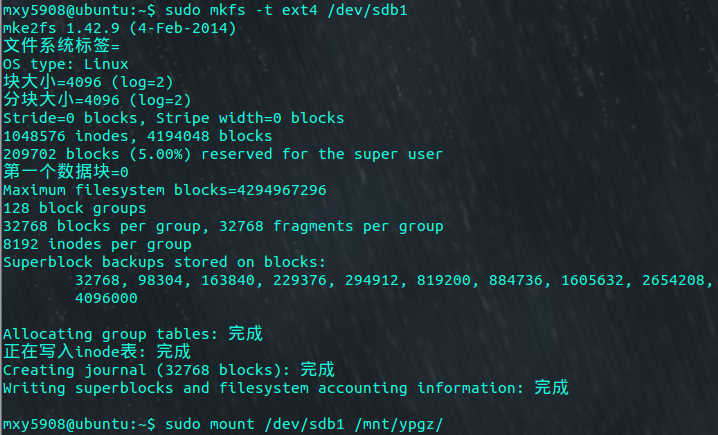 mxy5908@ubuntu:~$ sudo mkfs -t ext4 /dev/sdb1
mke2fs 1.42.9 (4-Feb-2014)
文件系统标签=
OS type: Linux
块大小=4096 (log=2)
分块大小=4096 (log=2)
Stride=0 blocks, Stripe width=0 blocks
1048576 inodes, 4194048 blocks
209702 blocks (5.00%) reserved for the super user
第一个数据块=0
Maximum filesystem blocks=4294967296
128 block groups
32768 blocks per group, 32768 fragments per group
8192 inodes per group
Superblock backups stored on blocks:
32768, 98304, 163840, 229376, 294912, 819200, 884736, 1605632, 2654208,
4096000
Allocating group tables: 完成
正在写入inode表: 完成
Creating journal (32768 blocks): 完成
Writing superblocks and filesystem accounting information: 完成
mxy5908@ubuntu:~$ sudo mount /dev/sdb1 /mnt/ypgz/